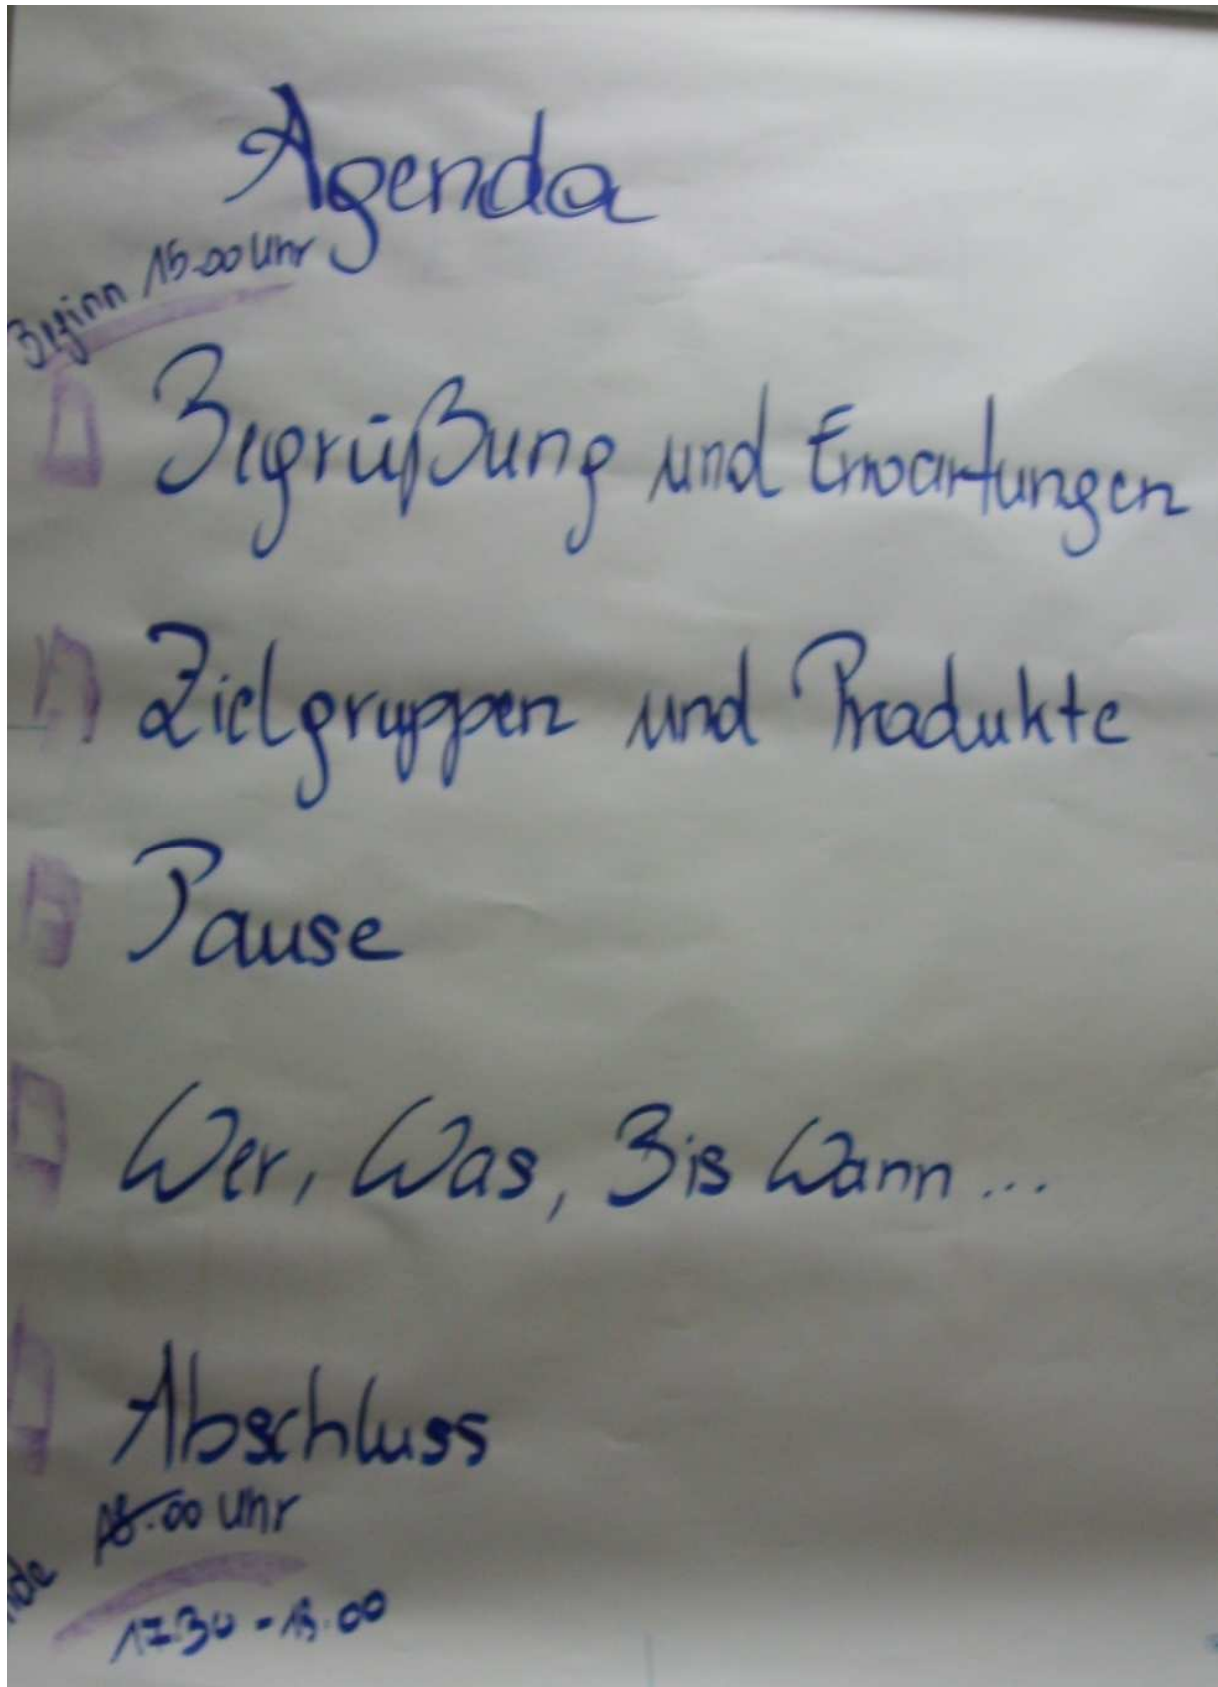 Agenda
Beginn 15.00 Uhr
Begrüßung und Erwartungen
Zielgruppen und Produkte
Pause
Wer, Was, Bis Wann ...
Abschluss
18.00 Uhr
nde
17.30 - 18.00